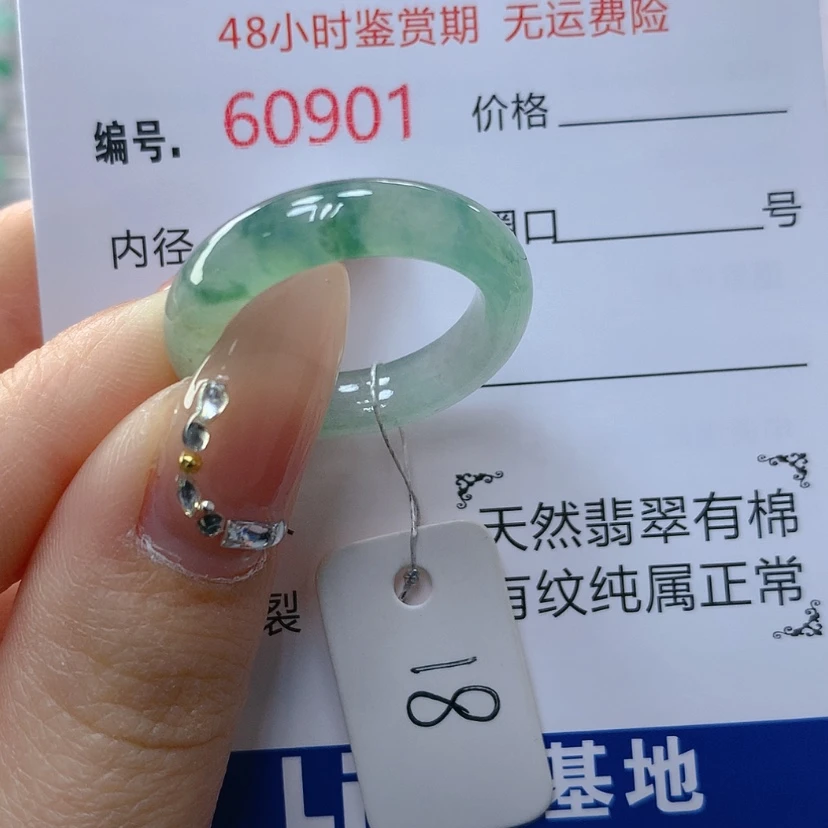 48小时鉴赏期 无运费险
编号. 60901 价格
内径 圈口 号
天然翡翠有棉
裂 有纹纯属正常
18
Li 基地